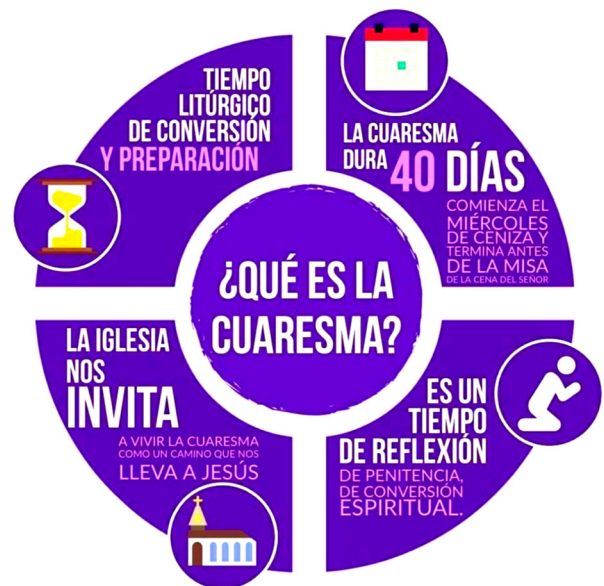 TIEMPO
LITÚRGICO
DE CONVERSIÓN
Y PREPARACIÓN
LA CUARESMA
DURA 40 DÍAS
COMIENZA EL
MIÉRCOLES
DE CENIZA Y
TERMINA ANTES
DE LA MISA
DE LA CENA DEL SEÑOR
¿QUÉ ES LA
CUARESMA?
LA IGLESIA
NOS
INVITA
A VIVIR LA CUARESMA
COMO UN CAMINO QUE NOS
LLEVA A JESÚS
ES UN
TIEMPO
DE REFLEXIÓN
DE PENITENCIA,
DE CONVERSIÓN
ESPIRITUAL.